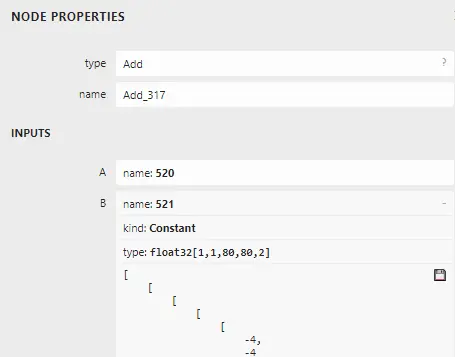 NODE PROPERTIES
type Add ?
name Add_317
INPUTS
A name: 520
B name: 521 -
kind: Constant
type: float32[1,1,80,80,2]
[
[
[
[
[
-4,
-4